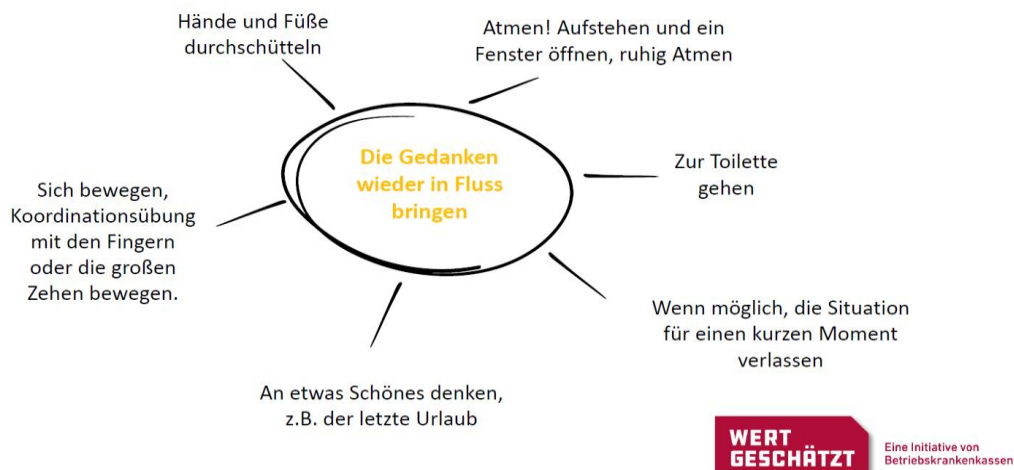 Hände und Füße
durchschütteln
Atmen! Aufstehen und ein
Fenster öffnen, ruhig Atmen
Die Gedanken
wieder in Fluss
bringen
Zur Toilette
gehen
Sich bewegen,
Koordinationsübung
mit den Fingern
oder die großen
Zehen bewegen.
Wenn möglich, die Situation
für einen kurzen Moment
verlassen
An etwas Schönes denken,
z.B. der letzte Urlaub
WERT
GESCHÄTZT
Eine Initiative von
Betriebskrankenkassen